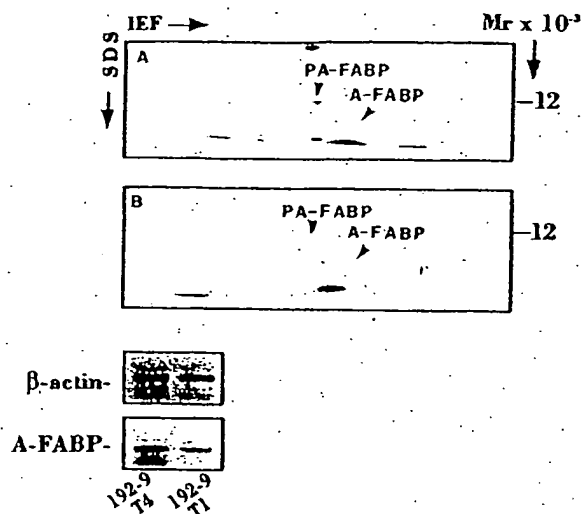 IEF
Mr x 10⁻³
SDS
A
PA-FABP
A-FABP
-12
B
PA-FABP
A-FABP
-12
β-actin-
A-FABP-
192-9 T4
192-9 T1